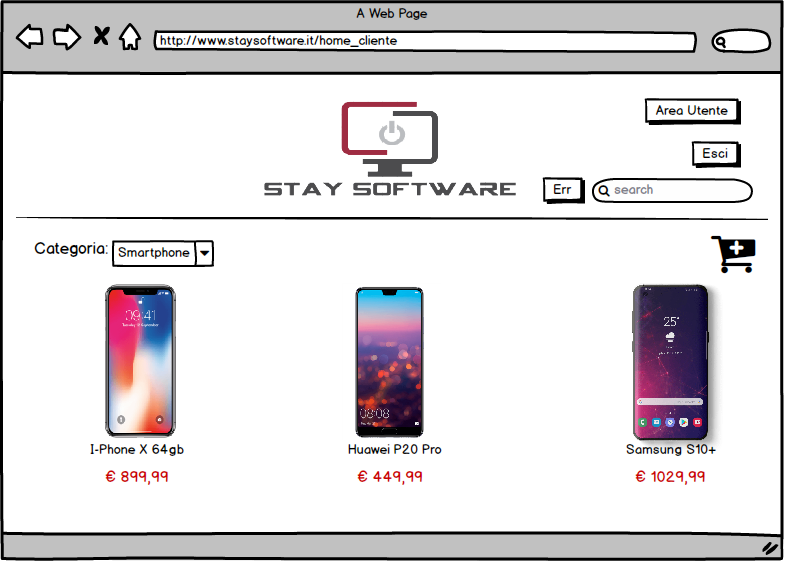 A Web Page
http://www.staysoftware.it/home_cliente
Area Utente
Esci
STAY SOFTWARE
Err
search
Categoria: Smartphone
09:41
25°
08:08
I-Phone X 64gb
Huawei P20 Pro
Samsung S10+
€ 899,99
€ 449,99
€ 1029,99